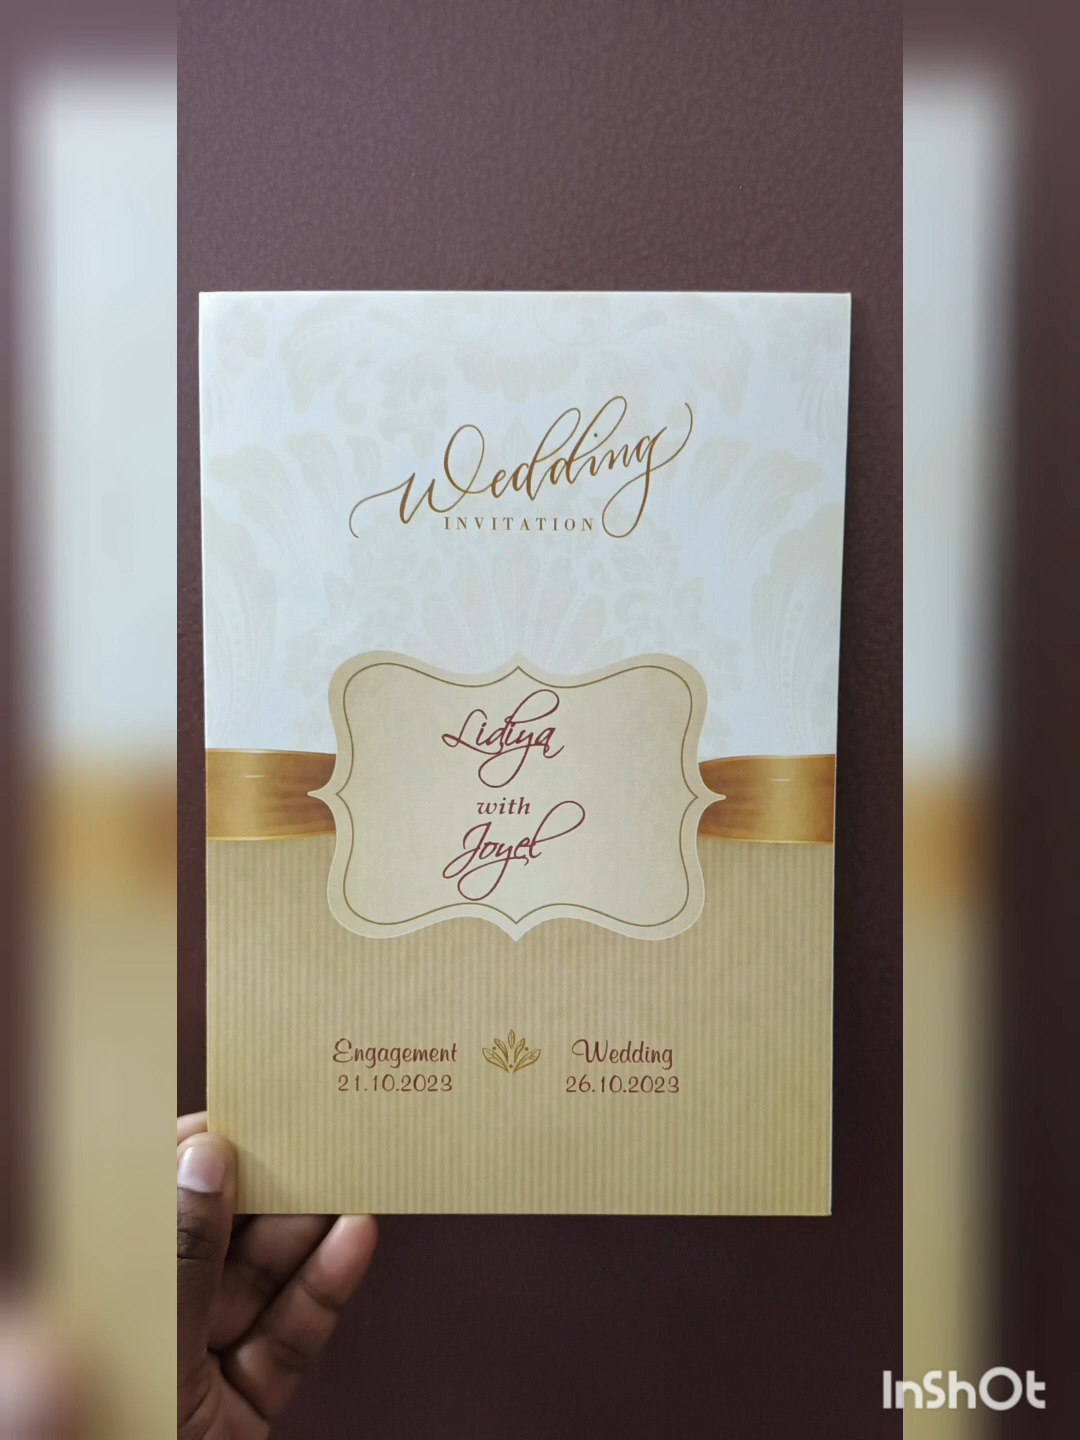 Wedding
INVITATION
Lidiya
with
Joyel
Engagement
21.10.2023
Wedding
26.10.2023
InShOt